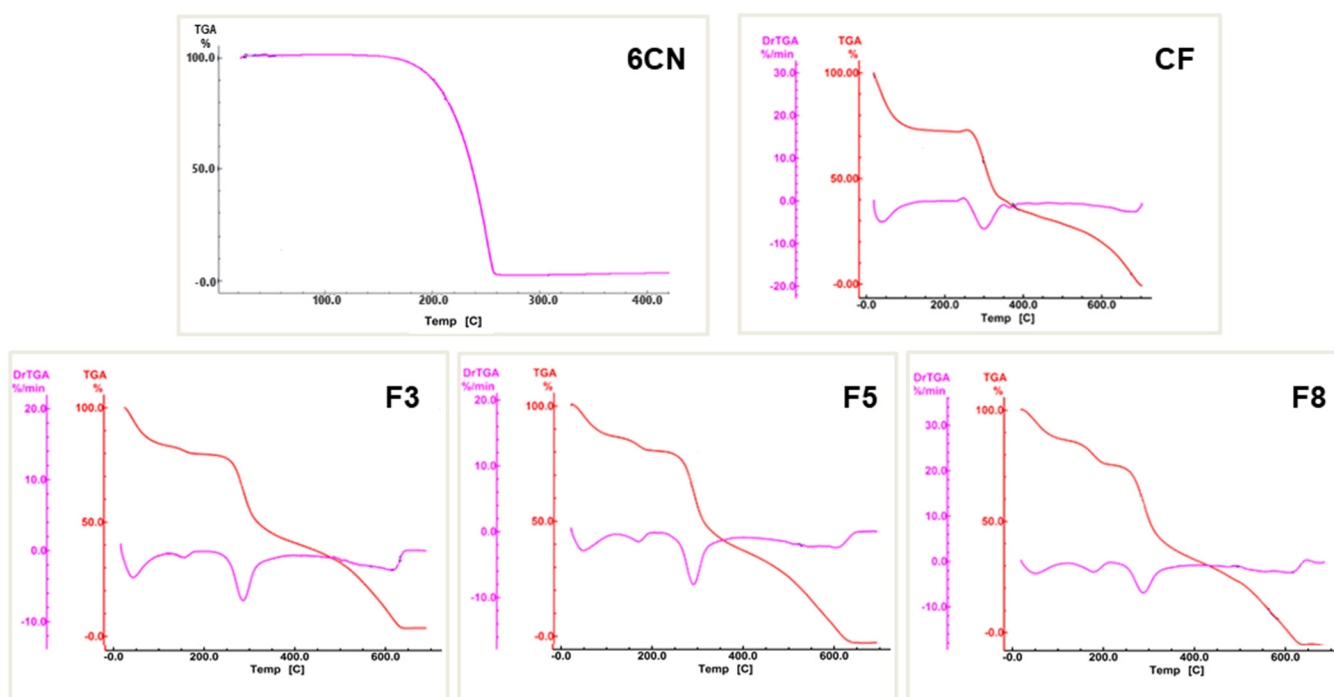 TGA
%
6CN
100.0
50.0
-0.0
100.0 200.0 300.0 400.0
Temp [C]
DrTGA TGA
%/min %
CF
30.0 100.00
20.0
10.0 50.00
0.0
-10.0
-20.0 -0.00
-0.0 200.0 400.0 600.0
Temp [C]
DrTGA TGA
%/min %
F3
20.0 100.0
10.0
50.0
0.0
-10.0 -0.0
-0.0 200.0 400.0 600.0
Temp [C]
DrTGA TGA
%/min %
F5
20.0 100.0
10.0
50.0
0.0
-10.0 -0.0
-0.0 200.0 400.0 600.0
Temp [C]
DrTGA TGA
%/min %
F8
30.0 100.0
20.0
10.0 50.0
0.0
-10.0 -0.0
-0.0 200.0 400.0 600.0
Temp [C]